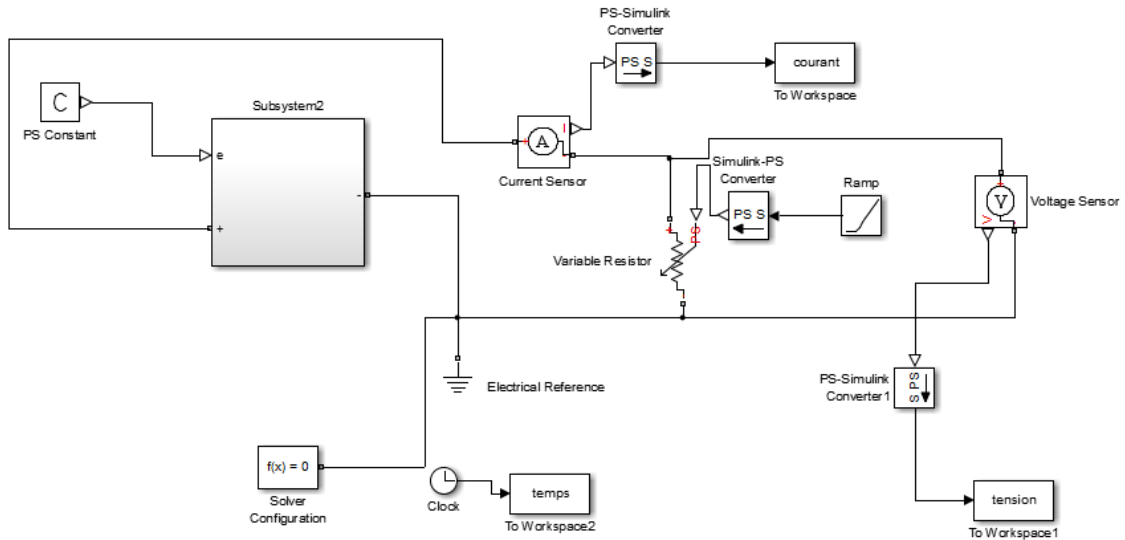 PS-Simulink
Converter
PS S
courant
To Workspace
C
PS Constant
Subsystem2
e
-
+
+
A
I
-
Current Sensor
Simulink-PS
Converter
PS S
Ramp
+
V
V
-
Voltage Sensor
+
PS
-
Variable Resistor
Electrical Reference
PS-Simulink
Converter1
S PS
f(x) = 0
Solver
Configuration
Clock
temps
To Workspace2
tension
To Workspace1